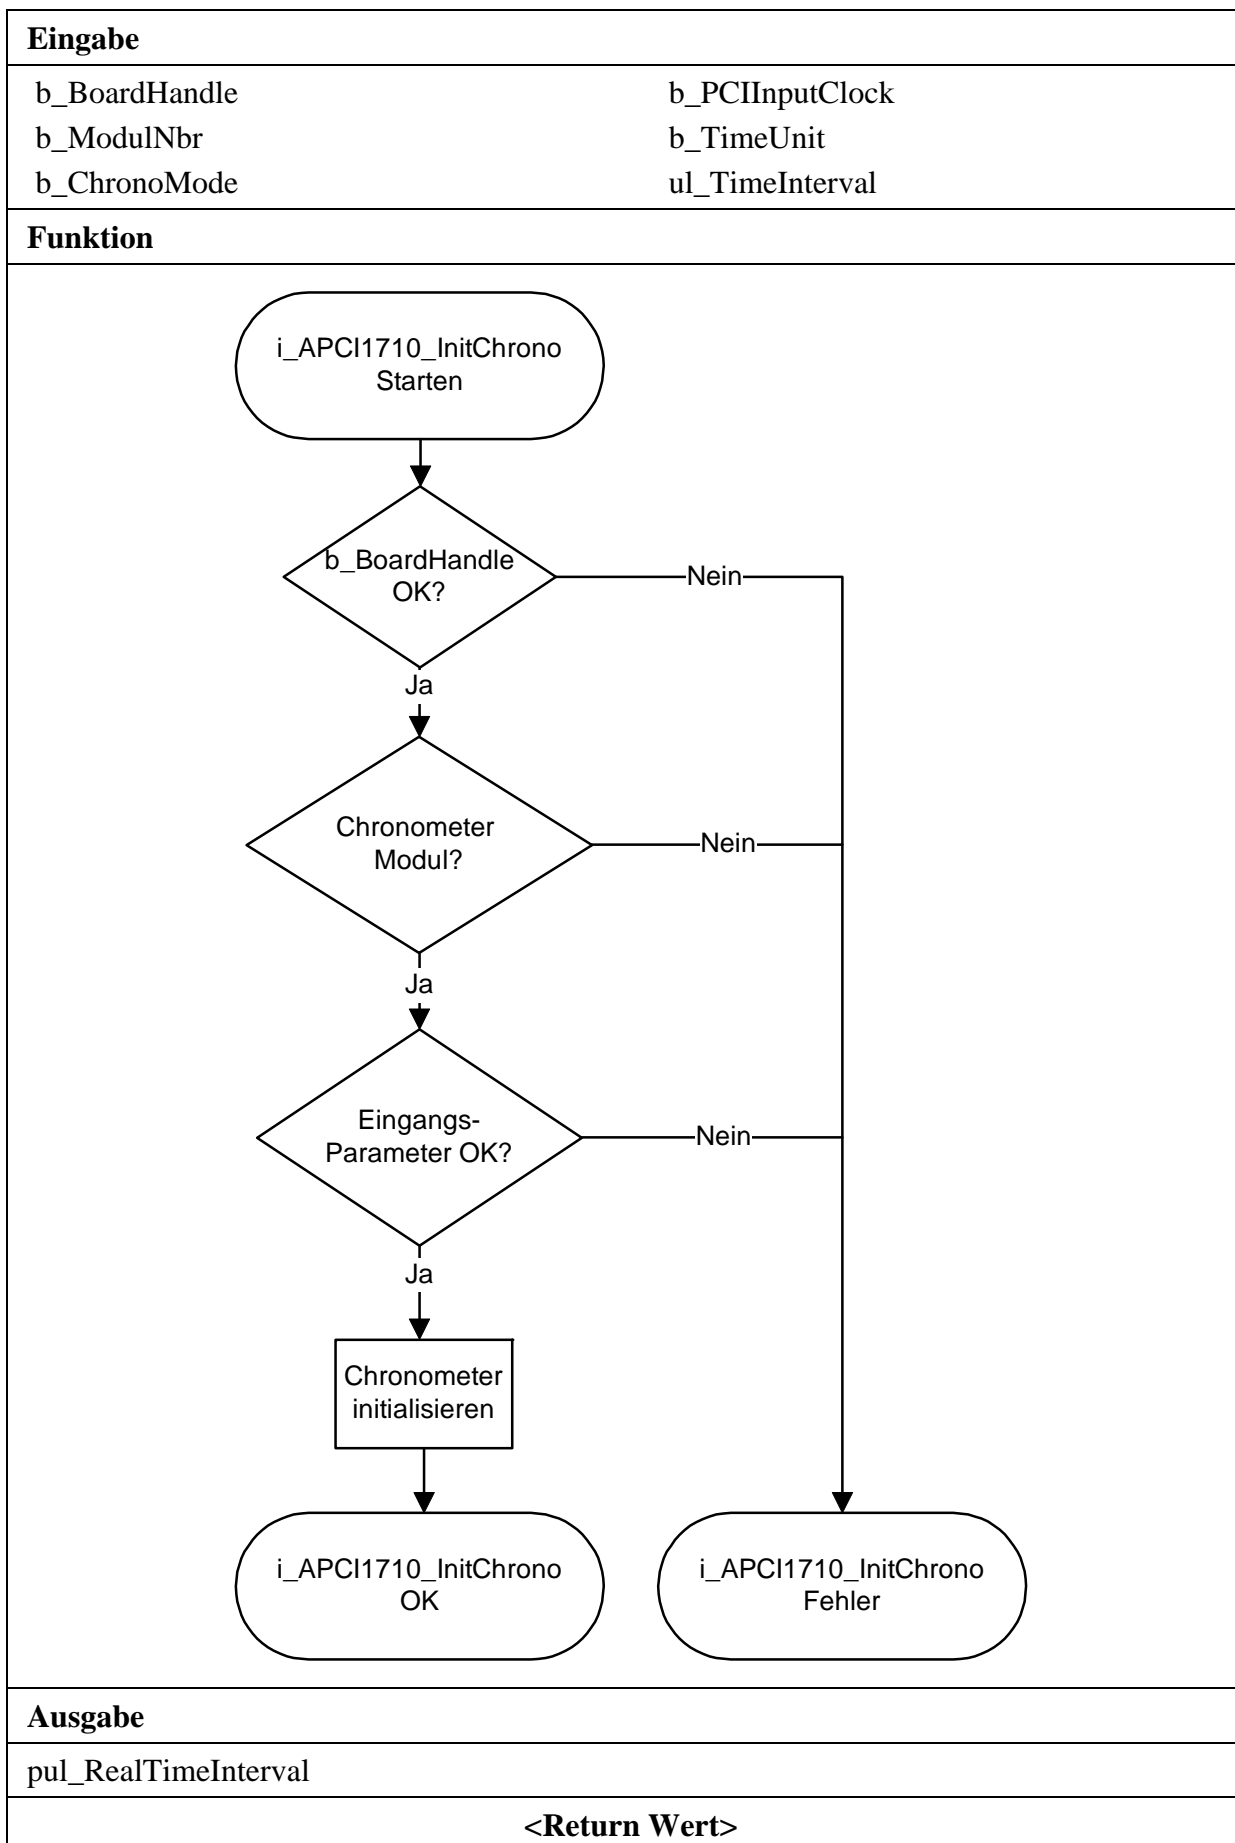 Eingabe
b_BoardHandle b_PCIInputClock
b_ModulNbr b_TimeUnit
b_ChronoMode ul_TimeInterval
Funktion
i_APCI1710_InitChrono
Starten
b_BoardHandle
OK?
Nein
Ja
Chronometer
Modul?
Nein
Ja
Eingangs-
Parameter OK?
Nein
Ja
Chronometer
initialisieren
i_APCI1710_InitChrono
OK
i_APCI1710_InitChrono
Fehler
Ausgabe
pul_RealTimeInterval
<Return Wert>